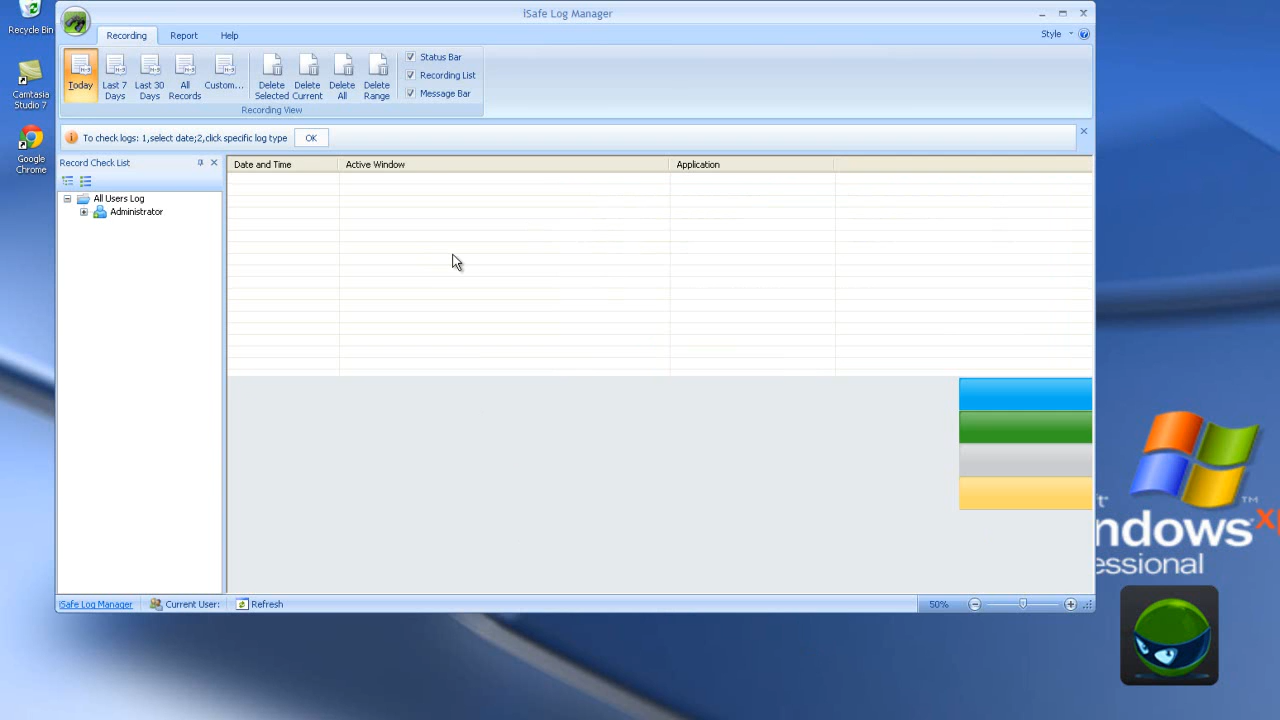 Recycle Bin
Camtasia
Studio 7
Google
Chrome
iSafe Log Manager
Recording
Report
Help
Style
Today
Last 7
Days
Last 30
Days
All
Records
Custom...
Delete
Selected
Delete
Current
Delete
All
Delete
Range
Status Bar
Recording List
Message Bar
Recording View
To check logs: 1,select date;2,click specific log type
OK
Record Check List
All Users Log
Administrator
Date and Time
Active Window
Application
iSafe Log Manager
Current User:
Refresh
50%
ft
TM
ndows xp
essional